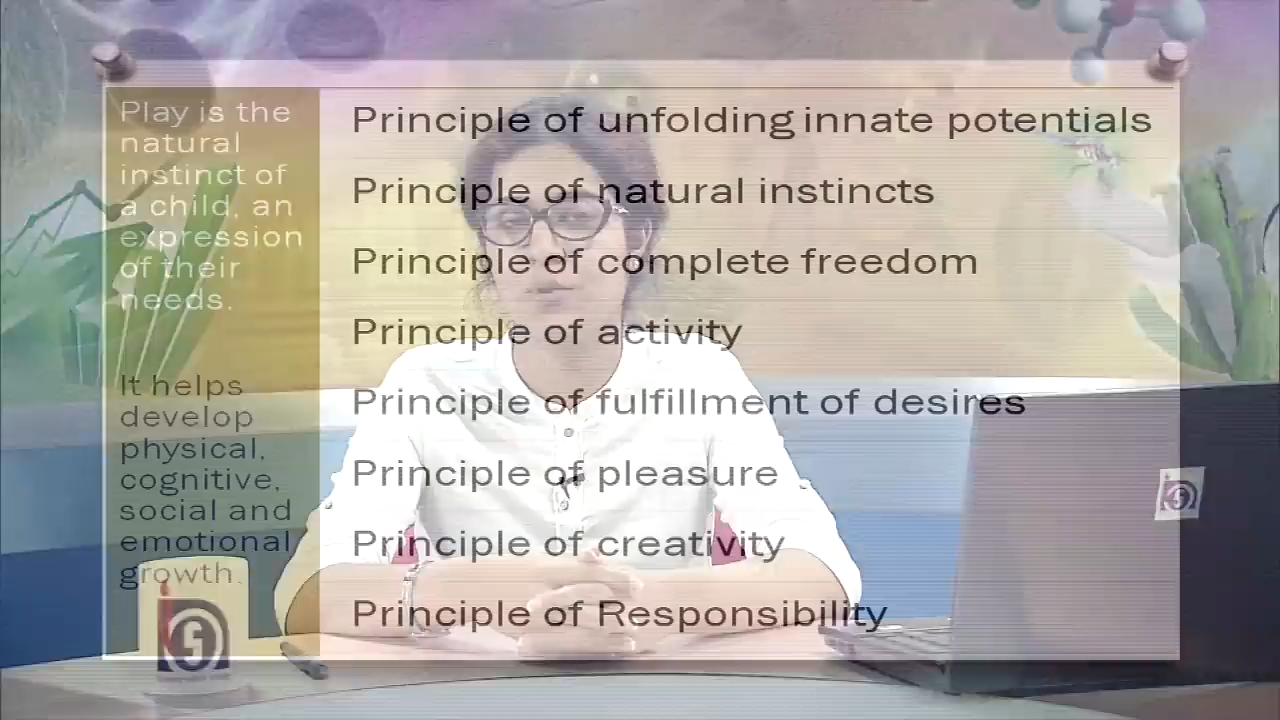 Play is the
natural
instinct of
a child, an
expression
of their
needs.
It helps
develop
physical,
cognitive,
social and
emotional
growth.
Principle of unfolding innate potentials
Principle of natural instincts
Principle of complete freedom
Principle of activity
Principle of fulfillment of desires
Principle of pleasure
Principle of creativity
Principle of Responsibility